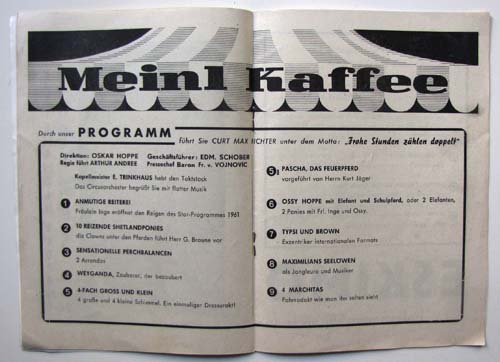 Meinl Kaffee
Durch unser PROGRAMM führt Sie CURT MAX RICHTER unter dem Motto: „Frohe Stunden zählen doppelt"
Direktion: OSKAR HOPPE Geschäftsführer: EDM. SCHOBER
Regie führt ARTHUR ANDREE Pressechef Baron Fr. v. VOJNOVIC
Kapellmeister E. TRINKHAUS hebt den Taktstock
Das Circusorchester begrüßt Sie mit flotter Musik
1 ANMUTIGE REITEREI
Fräulein Inge eröffnet den Reigen des Star-Programmes 1961
2 10 REIZENDE SHETLANDPONIES
die Clowns unter den Pferden führt Herr G. Braune vor
3 SENSATIONELLE PERCHBALANCEN
2 Arrandos
4 WEYGANDA, Zauberer, der bezaubert
5 4-FACH GROSS UND KLEIN
4 große und 4 kleine Schimmel. Ein einmaliger Dressurakt!
5 PASCHA, DAS FEUERPFERD
vorgeführt von Herrn Kurt Jäger
6 OSSY HOPPE mit Elefant und Schulpferd, oder 2 Elefanten,
2 Ponies mit Frl. Inge und Ossy.
7 TYPSI UND BROWN
Exzentriker internationalen Formats
8 MAXIMILIANS SEELÖWEN
als Jongleure und Musiker
9 4 MARCHITAS
Fahrradakt wie man ihn selten sieht